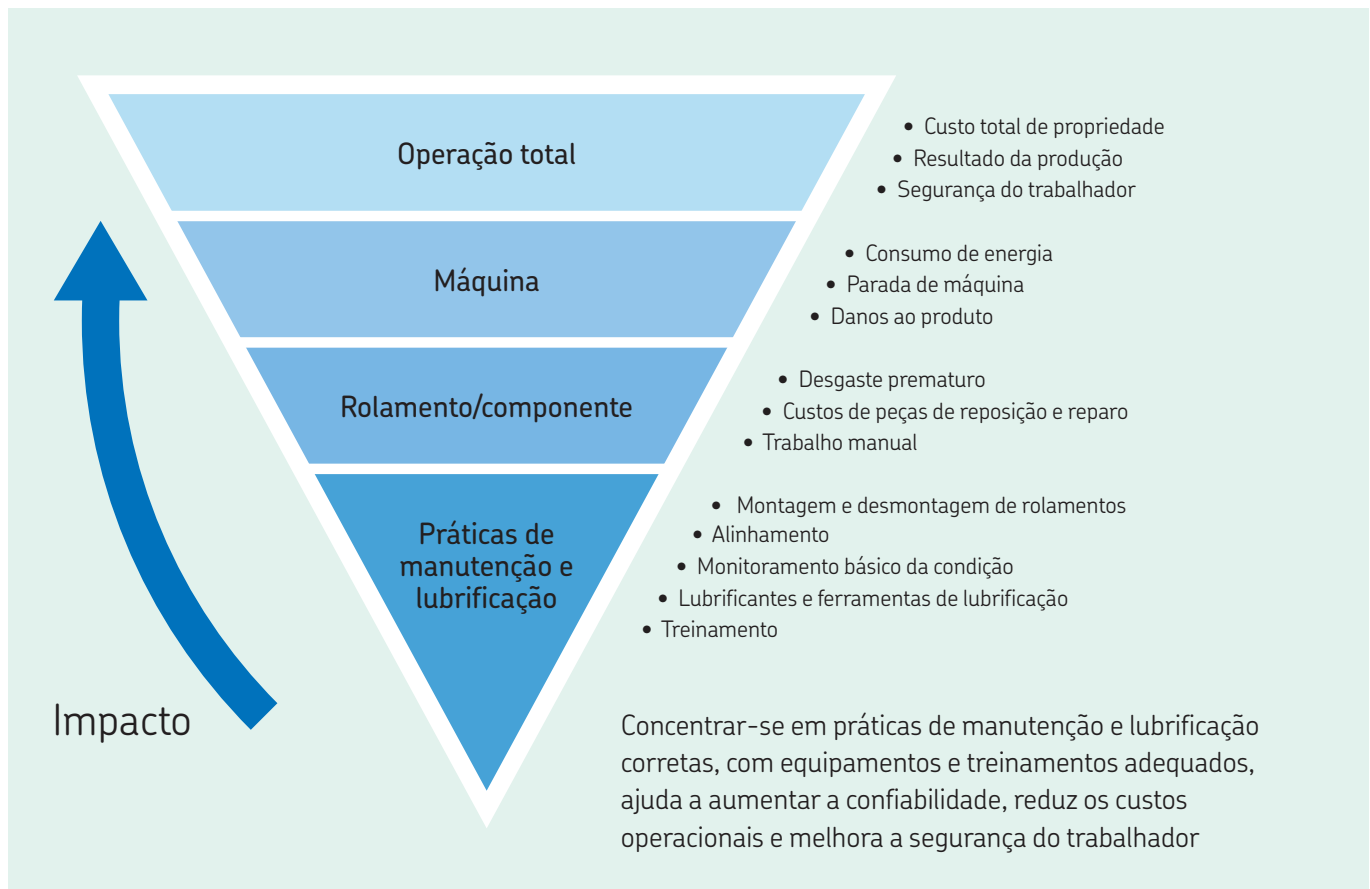 Operação total
• Custo total de propriedade
• Resultado da produção
• Segurança do trabalhador
Máquina
• Consumo de energia
• Parada de máquina
• Danos ao produto
Rolamento/componente
• Desgaste prematuro
• Custos de peças de reposição e reparo
• Trabalho manual
Práticas de
manutenção e
lubrificação
• Montagem e desmontagem de rolamentos
• Alinhamento
• Monitoramento básico da condição
• Lubrificantes e ferramentas de lubrificação
• Treinamento
Impacto
Concentrar-se em práticas de manutenção e lubrificação
corretas, com equipamentos e treinamentos adequados,
ajuda a aumentar a confiabilidade, reduz os custos
operacionais e melhora a segurança do trabalhador